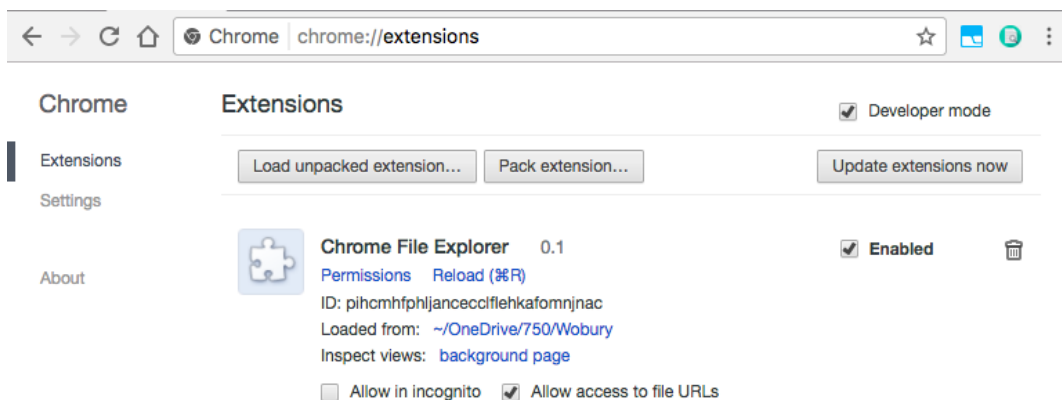 Chrome chrome://extensions
Chrome
Extensions
Developer mode
Extensions
Load unpacked extension...
Pack extension...
Update extensions now
Settings
Chrome File Explorer 0.1
Enabled
About
Permissions Reload (⌘R)
ID: pihcmhfphljancecclflehkafomnjnac
Loaded from: ~/OneDrive/750/Wobury
Inspect views: background page
Allow in incognito Allow access to file URLs